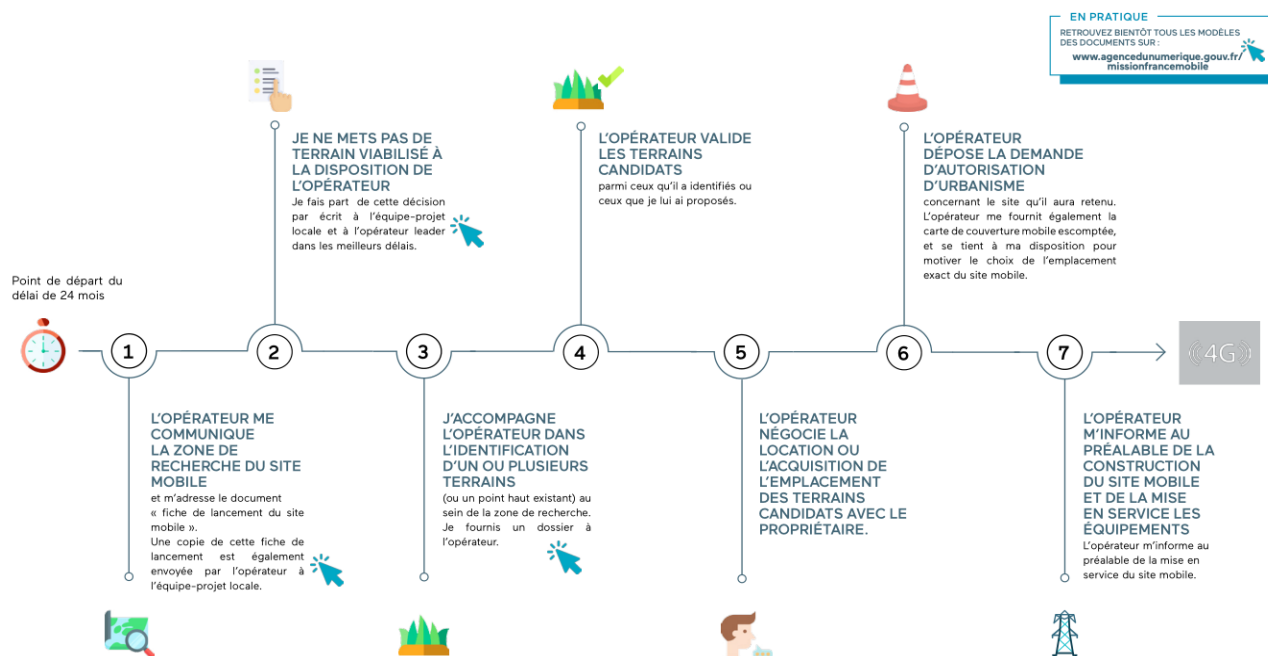 EN PRATIQUE
RETROUVEZ BIENTÔT TOUS LES MODÈLES
DES DOCUMENTS SUR :
www.agencedunumerique.gouv.fr/
missionfrancemobile
JE NE METS PAS DE
TERRAIN VIABILISÉ À
LA DISPOSITION DE
L’OPÉRATEUR
Je fais part de cette décision
par écrit à l’équipe-projet
locale et à l’opérateur leader
dans les meilleurs délais.
L’OPÉRATEUR VALIDE
LES TERRAINS
CANDIDATS
parmi ceux qu’il a identifiés ou
ceux que je lui ai proposés.
L’OPÉRATEUR
DÉPOSE LA DEMANDE
D’AUTORISATION
D’URBANISME
concernant le site qu’il aura retenu.
L’opérateur me fournit également la
carte de couverture mobile escomptée,
et se tient à ma disposition pour
motiver le choix de l’emplacement
exact du site mobile.
Point de départ du
délai de 24 mois
1
2
3
4
5
6
7
4G
L’OPÉRATEUR ME
COMMUNIQUE
LA ZONE DE
RECHERCHE DU SITE
MOBILE
et m’adresse le document
« fiche de lancement du site
mobile ».
Une copie de cette fiche de
lancement est également
envoyée par l’opérateur à
l’équipe-projet locale.
J’ACCOMPAGNE
L’OPÉRATEUR DANS
L’IDENTIFICATION
D’UN OU PLUSIEURS
TERRAINS
(ou un point haut existant) au
sein de la zone de recherche.
Je fournis un dossier à
l’opérateur.
L’OPÉRATEUR
NÉGOCIE LA
LOCATION OU
L’ACQUISITION DE
L’EMPLACEMENT
DES TERRAINS
CANDIDATS AVEC LE
PROPRIÉTAIRE.
L’OPÉRATEUR
M’INFORME AU
PRÉALABLE DE LA
CONSTRUCTION
DU SITE MOBILE
ET DE LA MISE
EN SERVICE LES
ÉQUIPEMENTS
L’opérateur m’informe au
préalable de la mise en
service du site mobile.